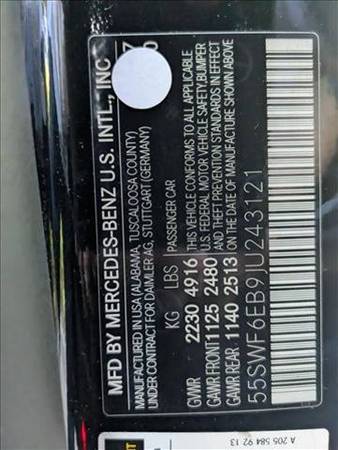 MFD BY MERCEDES-BENZ U.S. INTL., INC
MANUFACTURED IN USA (ALABAMA, TUSCALOOSA COUNTY)
UNDER CONTRACT FOR DAIMLER AG, STUTTGART (GERMANY)
PASSENGER CAR
KG LBS
GVWR 2230 4916
GAWR FRONT 1125 2480
GAWR REAR 1140 2513
THIS VEHICLE CONFORMS TO ALL APPLICABLE
U.S. FEDERAL MOTOR VEHICLE SAFETY, BUMPER
AND THEFT PREVENTION STANDARDS IN EFFECT
ON THE DATE OF MANUFACTURE SHOWN ABOVE
55SWF6EB9JU243121
A 205 584 92 13